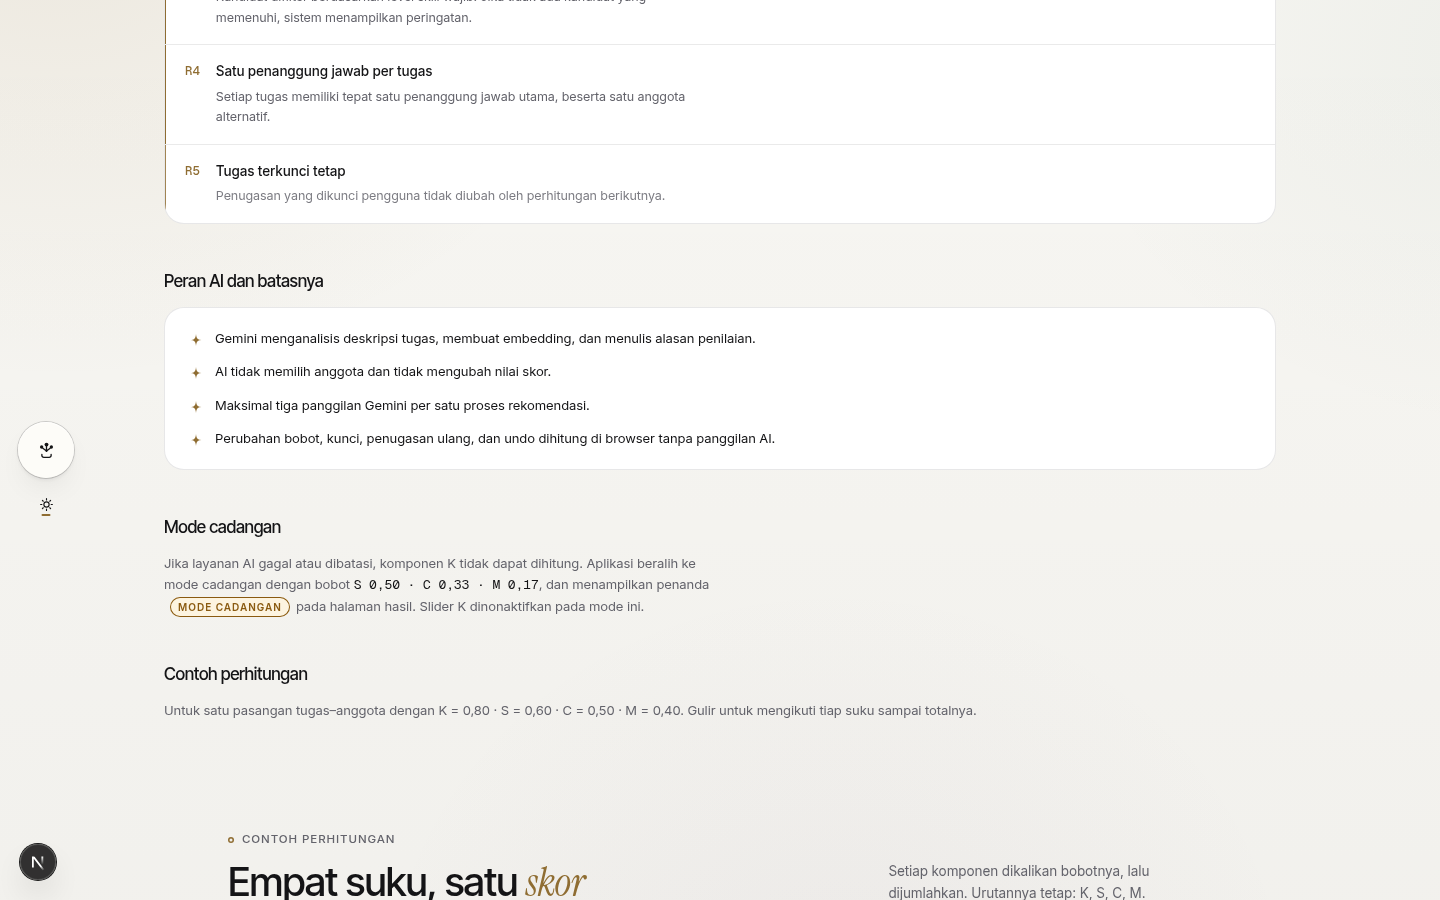 memenuhi, sistem menampilkan peringatan.
R4 Satu penanggung jawab per tugas
Setiap tugas memiliki tepat satu penanggung jawab utama, beserta satu anggota
alternatif.
R5 Tugas terkunci tetap
Penugasan yang dikunci pengguna tidak diubah oleh perhitungan berikutnya.
Peran AI dan batasnya
Gemini menganalisis deskripsi tugas, membuat embedding, dan menulis alasan penilaian.
AI tidak memilih anggota dan tidak mengubah nilai skor.
Maksimal tiga panggilan Gemini per satu proses rekomendasi.
Perubahan bobot, kunci, penugasan ulang, dan undo dihitung di browser tanpa panggilan AI.
Mode cadangan
Jika layanan AI gagal atau dibatasi, komponen K tidak dapat dihitung. Aplikasi beralih ke
mode cadangan dengan bobot S 0,50 · C 0,33 · M 0,17, dan menampilkan penanda
MODE CADANGAN pada halaman hasil. Slider K dinonaktifkan pada mode ini.
Contoh perhitungan
Untuk satu pasangan tugas–anggota dengan K = 0,80 · S = 0,60 · C = 0,50 · M = 0,40. Gulir untuk mengikuti tiap suku sampai totalnya.
CONTOH PERHITUNGAN
Empat suku, satu skor
Setiap komponen dikalikan bobotnya, lalu
dijumlahkan. Urutannya tetap: K, S, C, M.
N